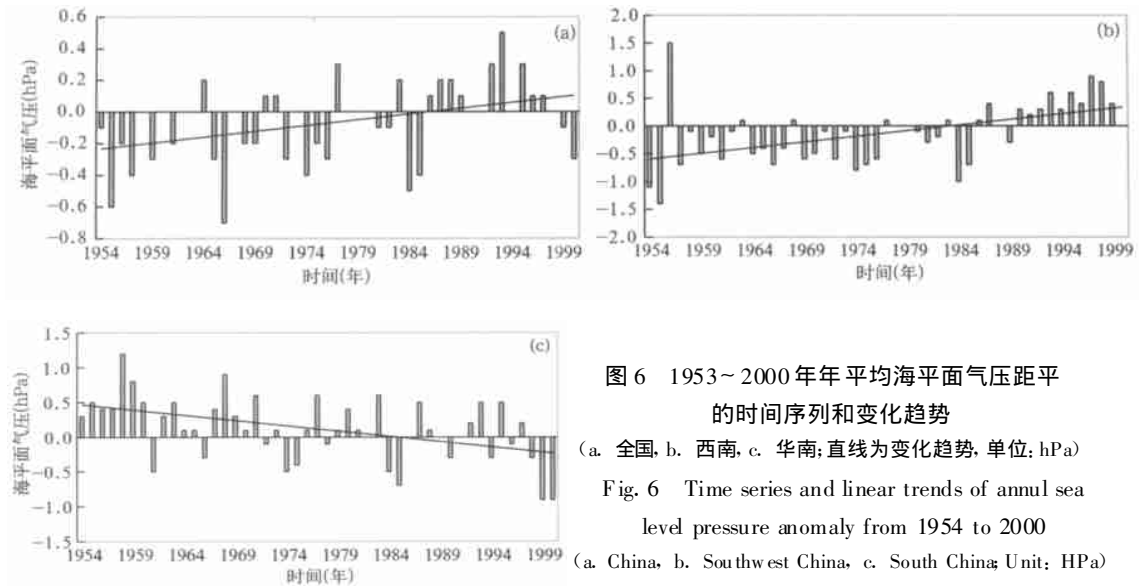 (a)
海平面气压(hPa)
0.6
0.4
0.2
0.0
-0.2
-0.4
-0.6
-0.8
1954 1959 1964 1969 1974 1979 1984 1989 1994 1999
时间(年)
(b)
海平面气压(hPa)
2.0
1.5
1.0
0.5
0.0
-0.5
-1.0
-1.5
-2.0
1954 1959 1964 1969 1974 1979 1984 1989 1994 1999
时间(年)
(c)
海平面气压(hPa)
1.5
1.0
0.5
0.0
-0.5
-1.0
-1.5
1954 1959 1964 1969 1974 1979 1984 1989 1994 1999
时间(年)
图 6 1953~2000 年年平均海平面气压距平
的时间序列和变化趋势
(a. 全国, b. 西南, c. 华南; 直线为变化趋势, 单位: hPa)
Fig. 6 Time series and linear trends of annul sea
level pressure anomaly from 1954 to 2000
(a. China, b. Southwest China, c. South China; Unit: HPa)